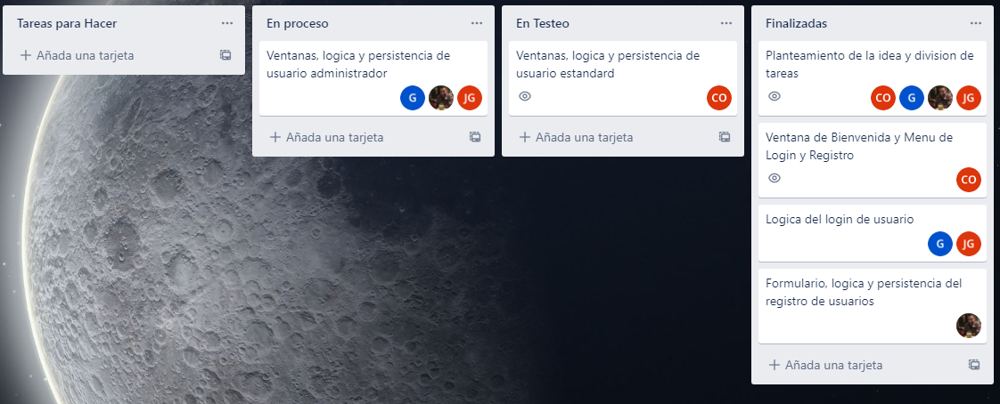 Tareas para Hacer
Añada una tarjeta
En proceso
Ventanas, logica y persistencia de
usuario administrador
G
JG
Añada una tarjeta
En Testeo
Ventanas, logica y persistencia de
usuario estandard
CO
Añada una tarjeta
Finalizadas
Planteamiento de la idea y division de
tareas
CO
G
JG
Ventana de Bienvenida y Menu de
Login y Registro
CO
Logica del login de usuario
G
JG
Formulario, logica y persistencia del
registro de usuarios
Añada una tarjeta